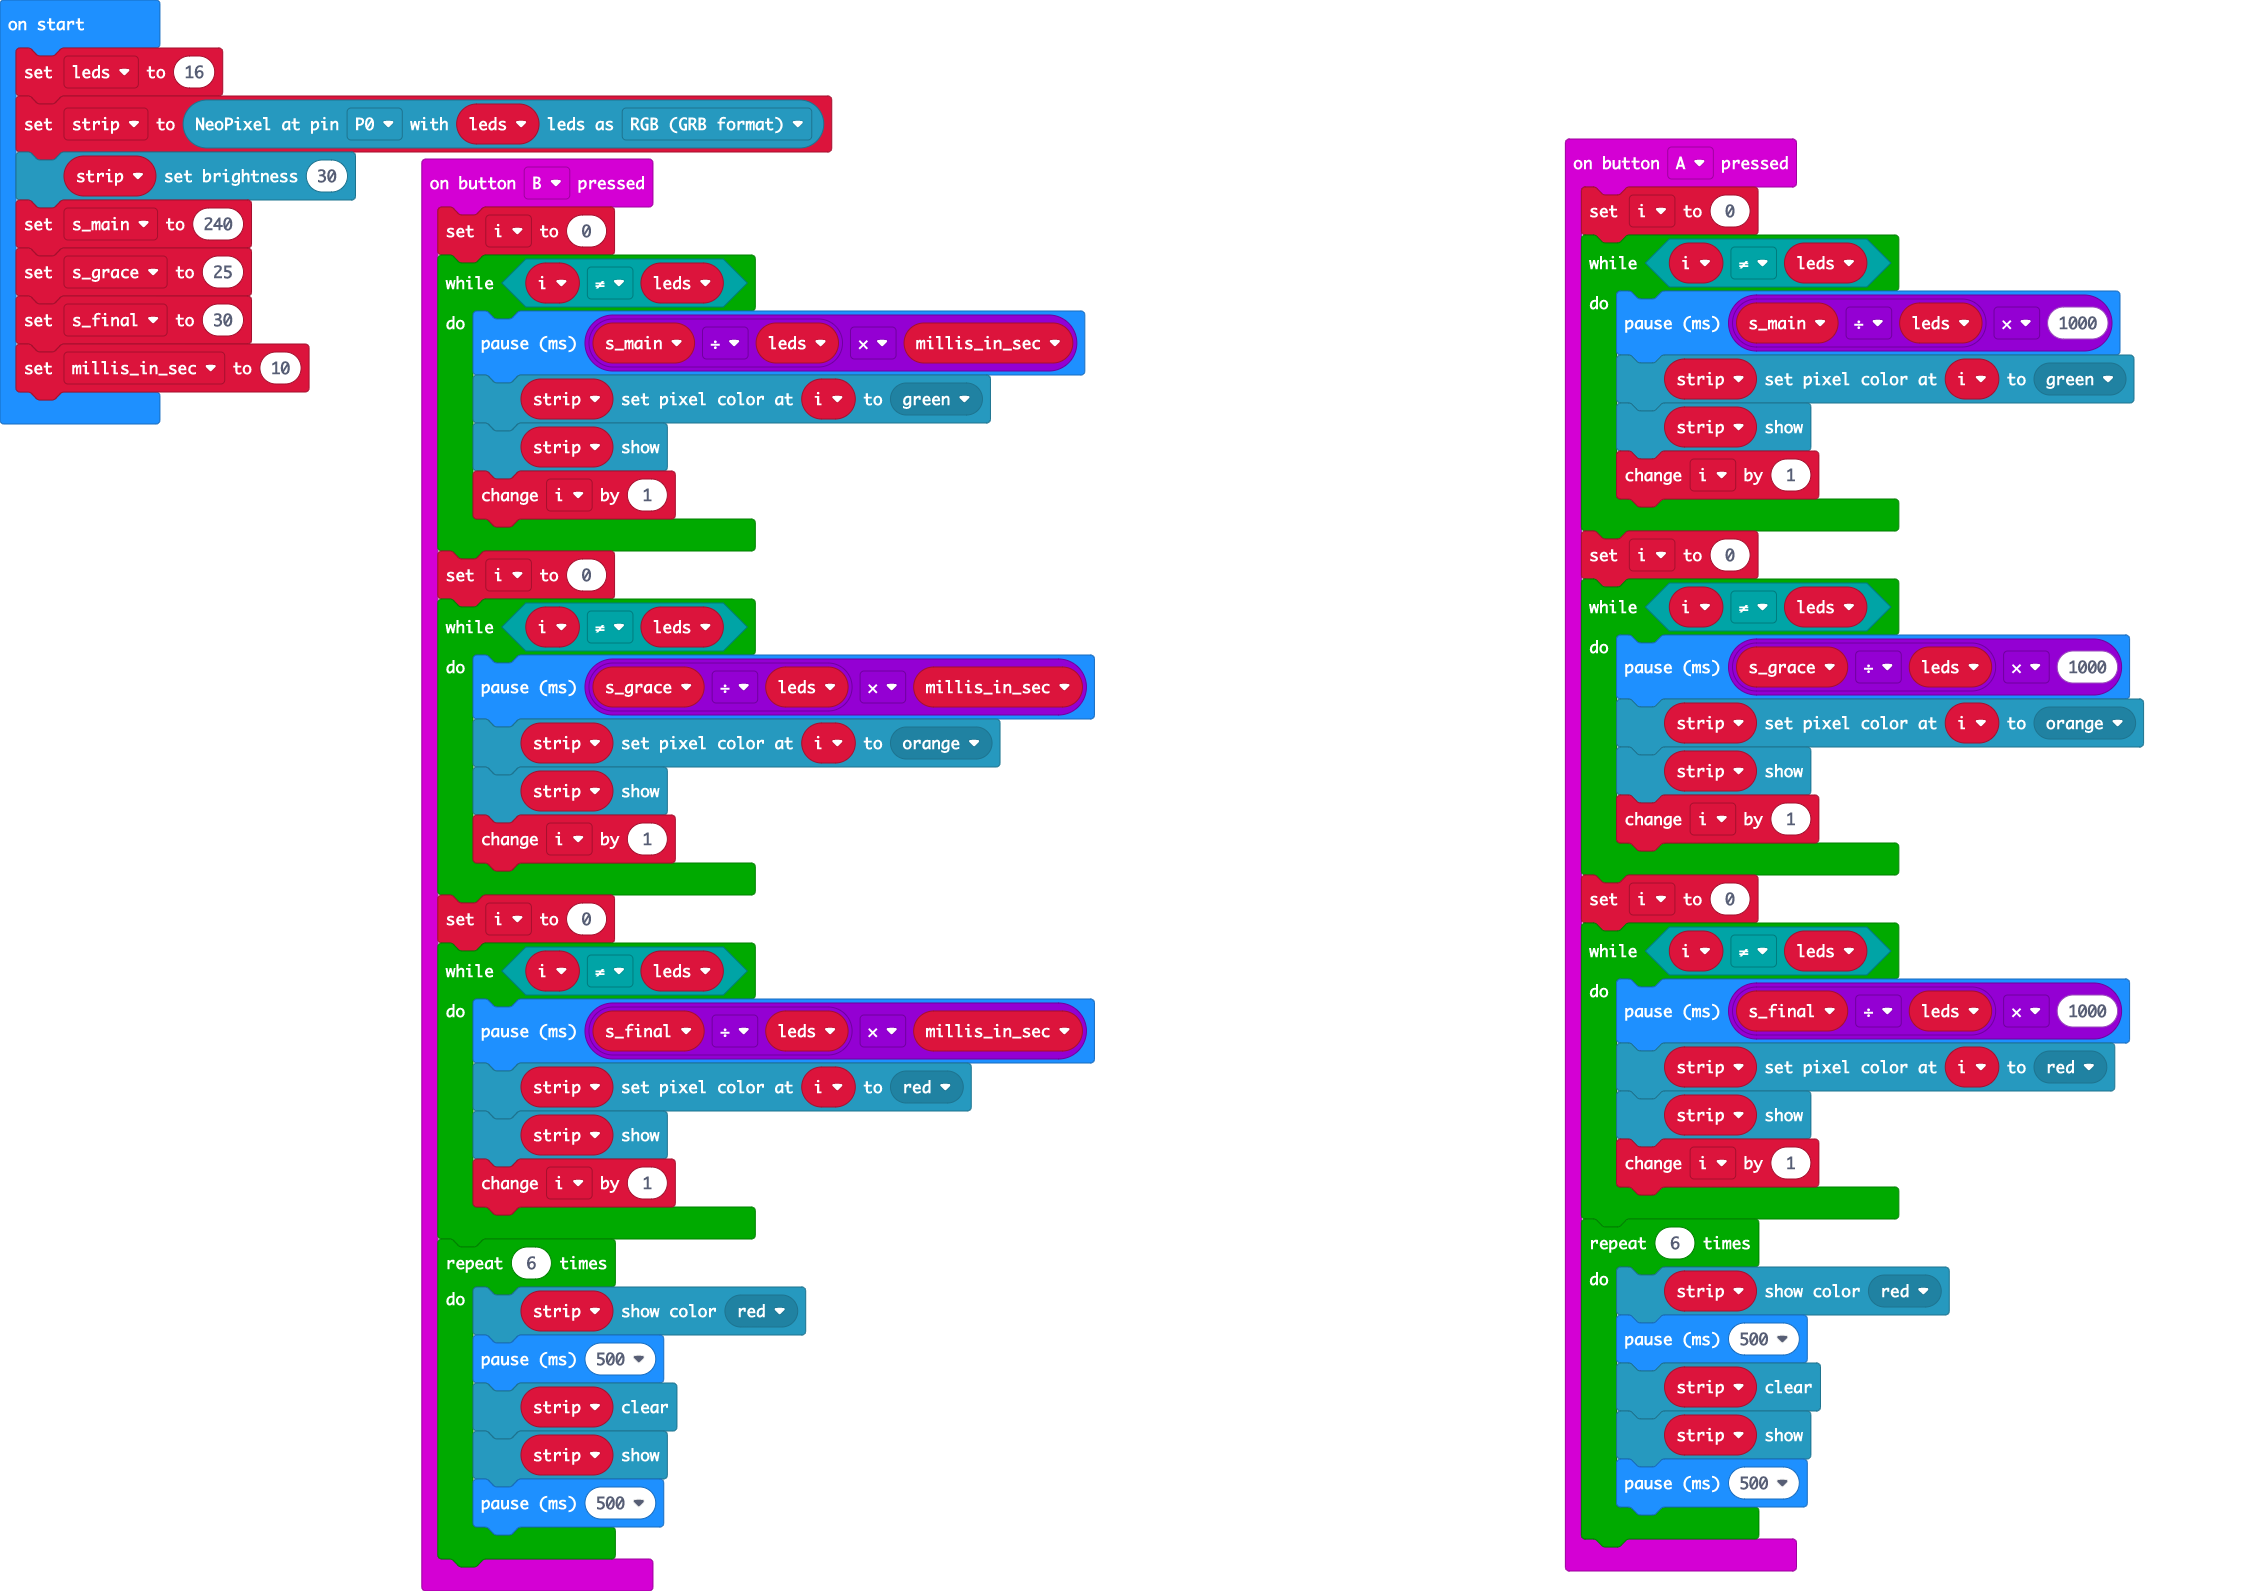 on start
set leds to 16
set strip to NeoPixel at pin P0 with leds leds as RGB (GRB format)
strip set brightness 30
set s_main to 240
set s_grace to 25
set s_final to 30
set millis_in_sec to 10
on button B pressed
set i to 0
while i ≠ leds
do
pause (ms) s_main ÷ leds × millis_in_sec
strip set pixel color at i to green
strip show
change i by 1
set i to 0
while i ≠ leds
do
pause (ms) s_grace ÷ leds × millis_in_sec
strip set pixel color at i to orange
strip show
change i by 1
set i to 0
while i ≠ leds
do
pause (ms) s_final ÷ leds × millis_in_sec
strip set pixel color at i to red
strip show
change i by 1
repeat 6 times
do
strip show color red
pause (ms) 500
strip clear
strip show
pause (ms) 500
on button A pressed
set i to 0
while i ≠ leds
do
pause (ms) s_main ÷ leds × 1000
strip set pixel color at i to green
strip show
change i by 1
set i to 0
while i ≠ leds
do
pause (ms) s_grace ÷ leds × 1000
strip set pixel color at i to orange
strip show
change i by 1
set i to 0
while i ≠ leds
do
pause (ms) s_final ÷ leds × 1000
strip set pixel color at i to red
strip show
change i by 1
repeat 6 times
do
strip show color red
pause (ms) 500
strip clear
strip show
pause (ms) 500